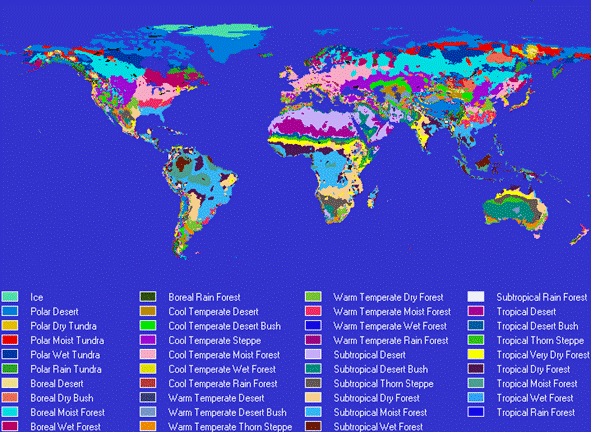 Ice
Polar Desert
Polar Dry Tundra
Polar Moist Tundra
Polar Wet Tundra
Polar Rain Tundra
Boreal Desert
Boreal Dry Bush
Boreal Moist Forest
Boreal Wet Forest
Boreal Rain Forest
Cool Temperate Desert
Cool Temperate Desert Bush
Cool Temperate Steppe
Cool Temperate Moist Forest
Cool Temperate Wet Forest
Cool Temperate Rain Forest
Warm Temperate Desert
Warm Temperate Desert Bush
Warm Temperate Thorn Steppe
Warm Temperate Dry Forest
Warm Temperate Moist Forest
Warm Temperate Wet Forest
Warm Temperate Rain Forest
Subtropical Desert
Subtropical Desert Bush
Subtropical Thorn Steppe
Subtropical Dry Forest
Subtropical Moist Forest
Subtropical Wet Forest
Subtropical Rain Forest
Tropical Desert
Tropical Desert Bush
Tropical Thorn Steppe
Tropical Very Dry Forest
Tropical Dry Forest
Tropical Moist Forest
Tropical Wet Forest
Tropical Rain Forest